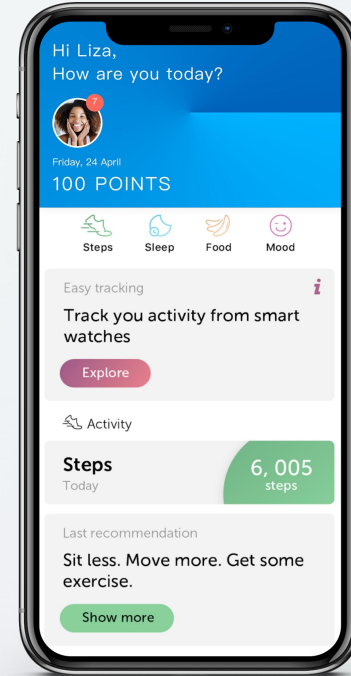 Hi Liza,
How are you today?
7
Friday, 24 April
100 POINTS
Steps Sleep Food Mood
Easy tracking
i
Track you activity from smart
watches
Explore
Activity
Steps
Today
6, 005
steps
Last recommendation
Sit less. Move more. Get some
exercise.
Show more